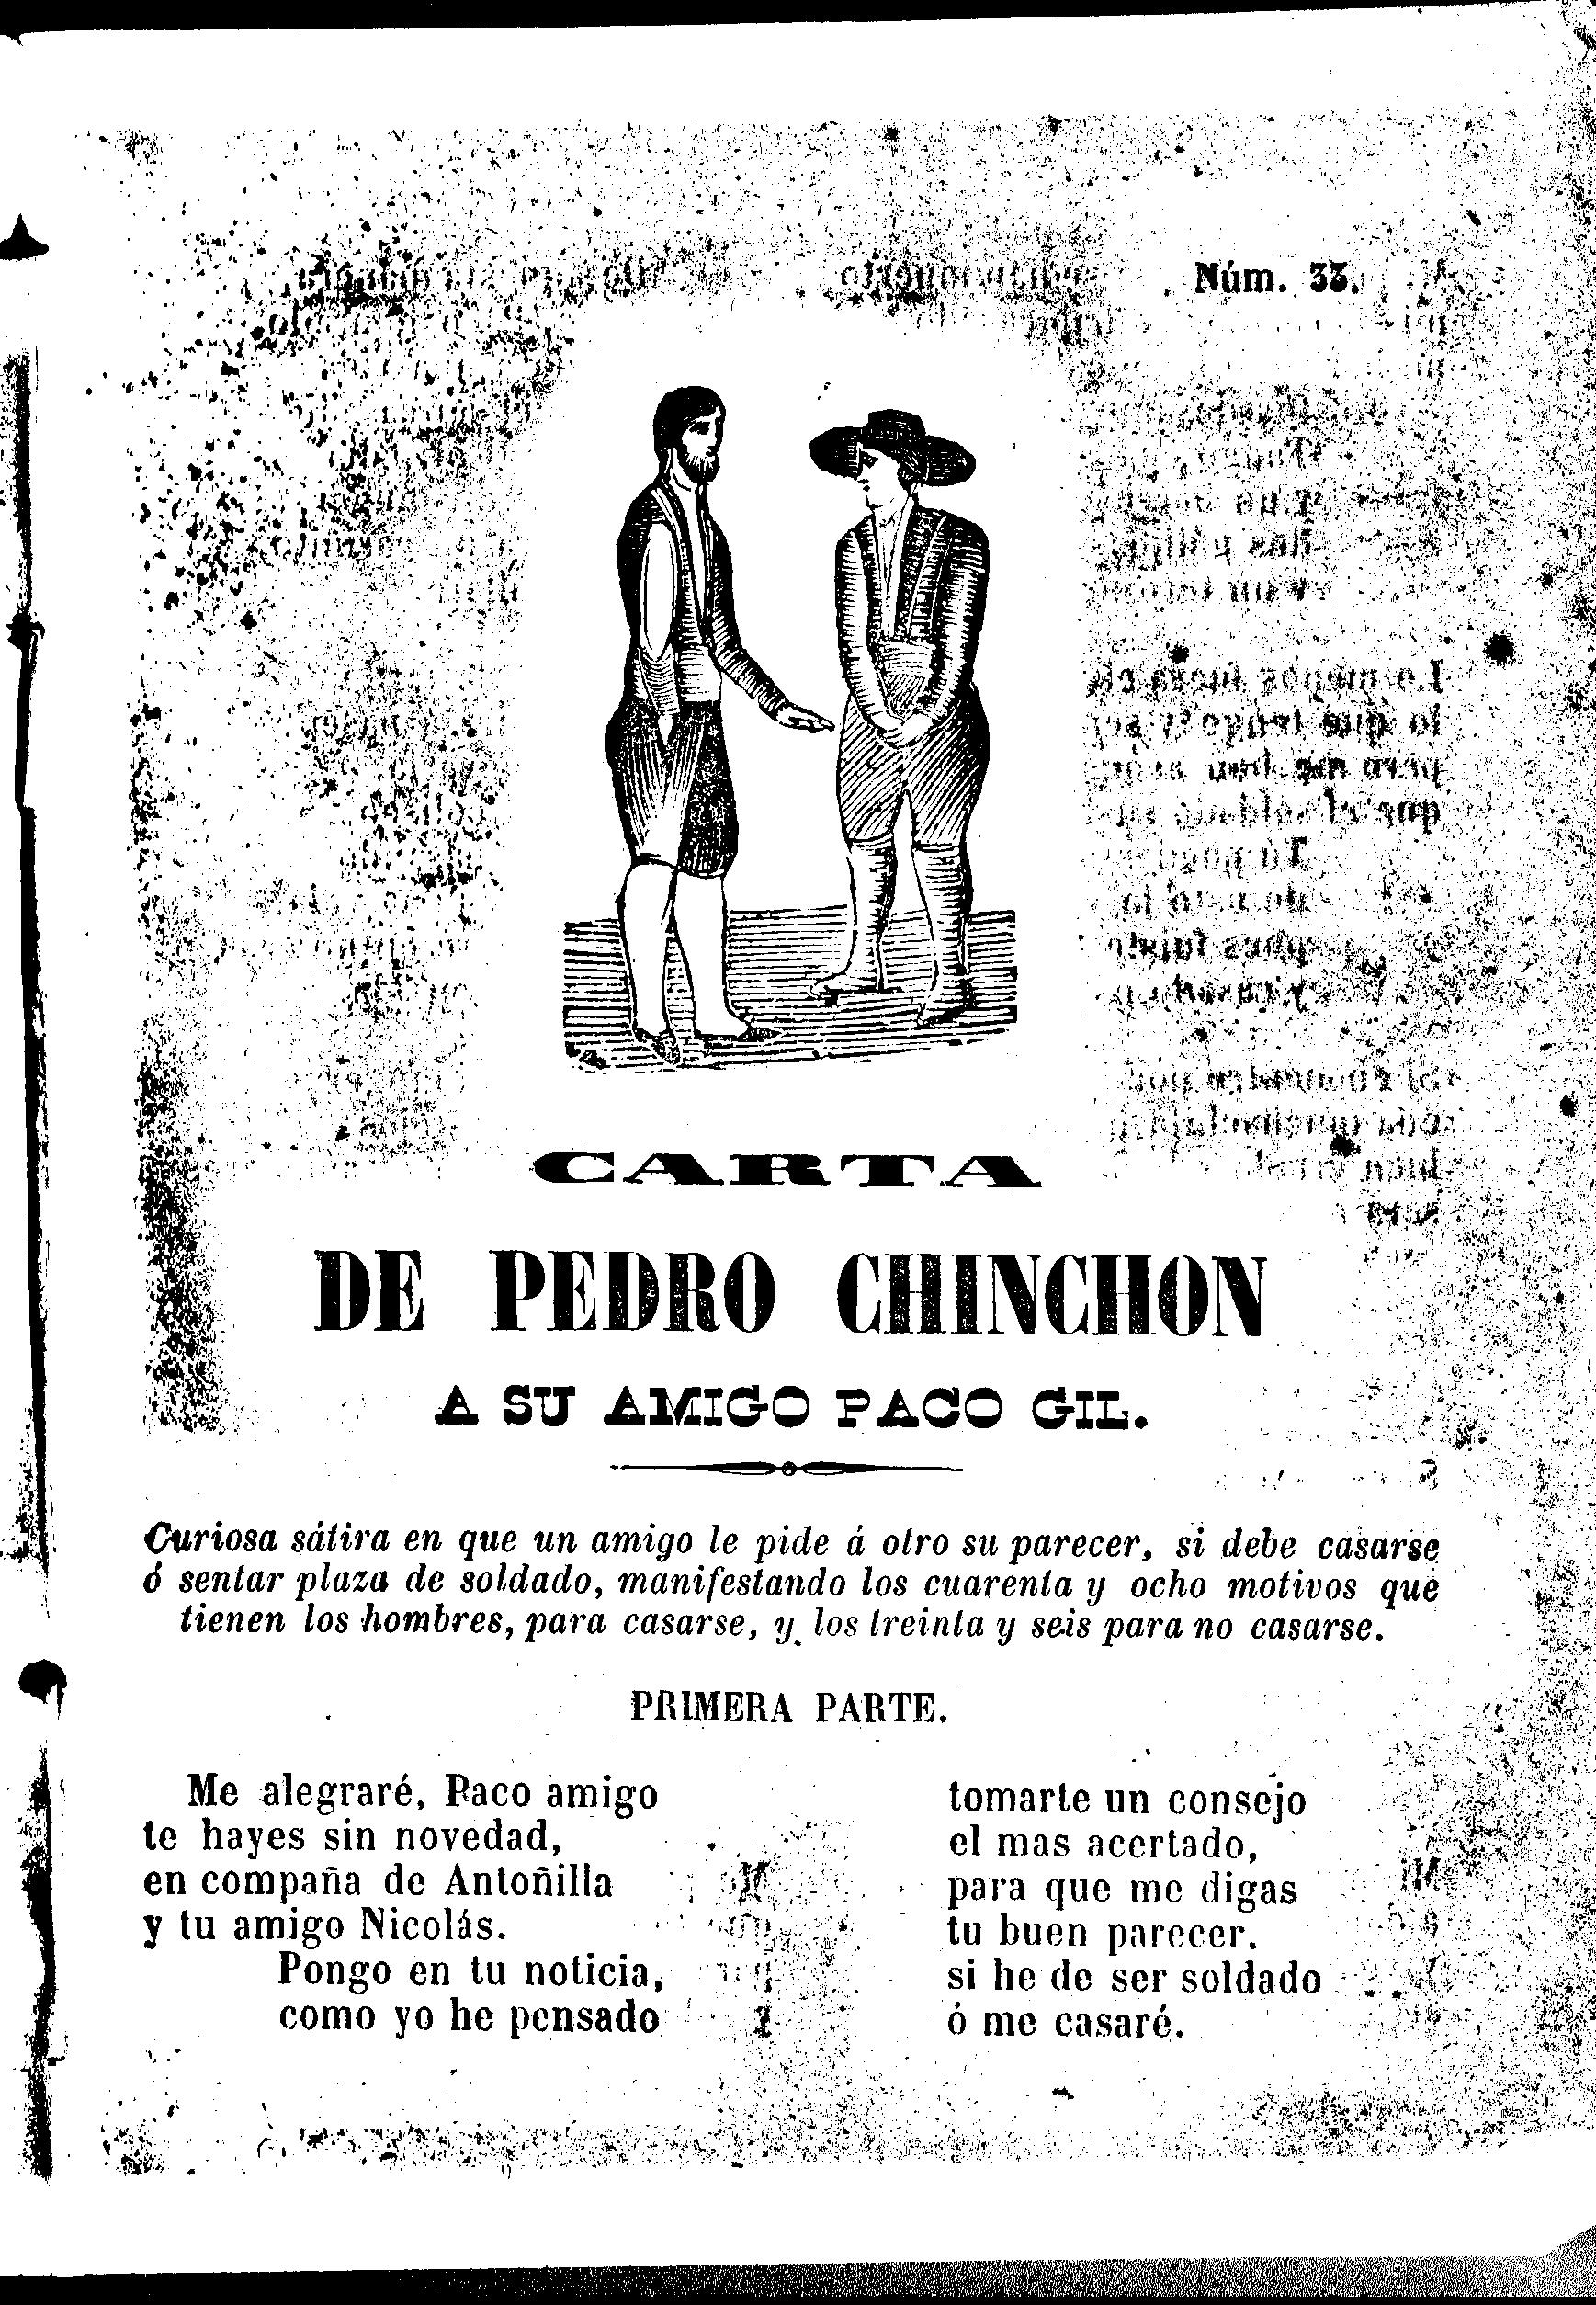 Núm. 33.
CARTA
DE PEDRO CHINCHON
A SU AMIGO PACO GIL.
Curiosa sátira en que un amigo le pide á otro su parecer, si debe casarse
ó sentar plaza de soldado, manifestando los cuarenta y ocho motivos que
tienen los hombres, para casarse, y los treinta y seis para no casarse.
PRIMERA PARTE.
Me alegraré, Paco amigo
te hayes sin novedad,
en compaña de Antoñilla
y tu amigo Nicolás.
Pongo en tu noticia,
como yo he pensado
tomarte un consejo
el mas acertado,
para que me digas
tu buen parecer.
si he de ser soldado
ó me casaré.